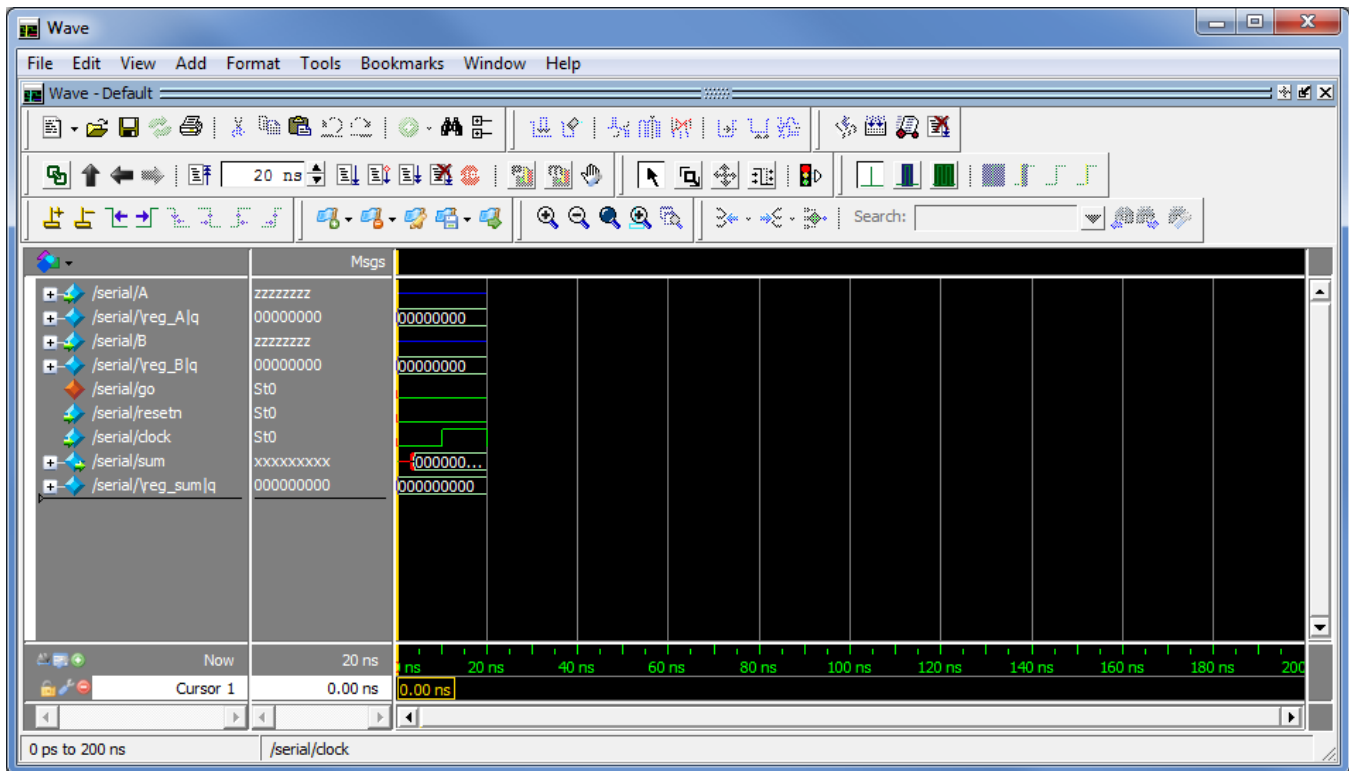 Wave
File Edit View Add Format Tools Bookmarks Window Help
Wave - Default
20 ns
Search:
Msgs
/serial/A zzzzzzzz
/serial/\reg_A|q 00000000 00000000
/serial/B zzzzzzzz
/serial/\reg_B|q 00000000 00000000
/serial/go St0
/serial/resetn St0
/serial/clock St0
/serial/sum xxxxxxxxx 000000...
/serial/\reg_sum|q 000000000 000000000
Now 20 ns ns 20 ns 40 ns 60 ns 80 ns 100 ns 120 ns 140 ns 160 ns 180 ns 200
Cursor 1 0.00 ns 0.00 ns
0 ps to 200 ns /serial/clock